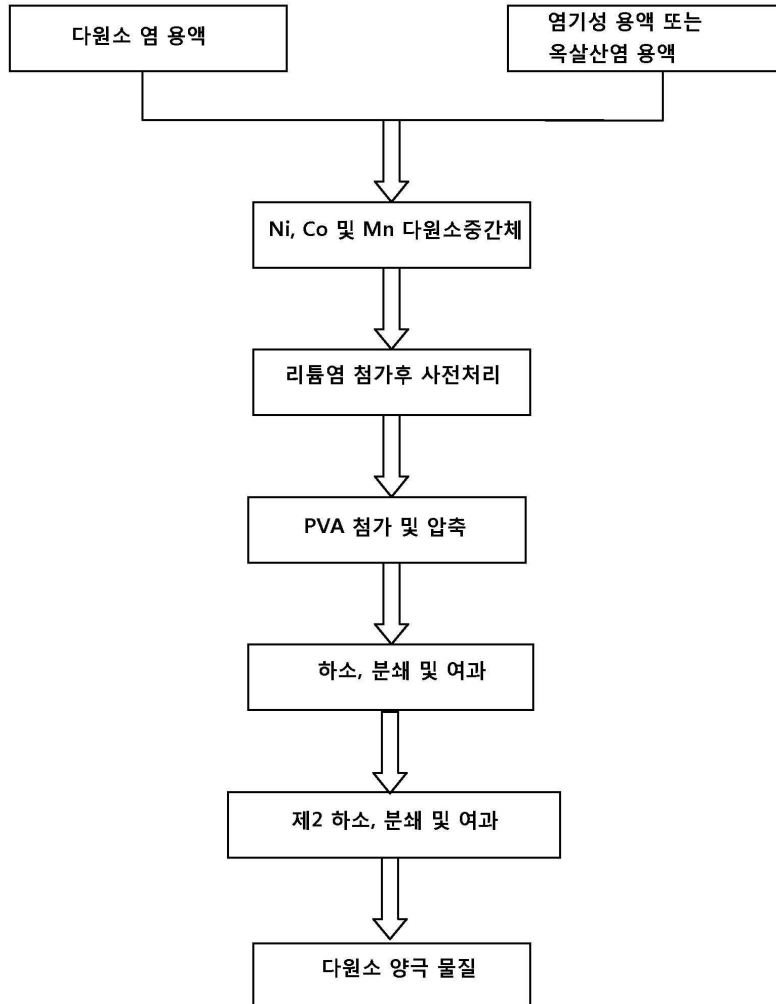 다원소 염 용액
염기성 용액 또는
옥살산염 용액
Ni, Co 및 Mn 다원소중간체
리튬염 첨가후 사전처리
PVA 첨가 및 압축
하소, 분쇄 및 여과
제2 하소, 분쇄 및 여과
다원소 양극 물질